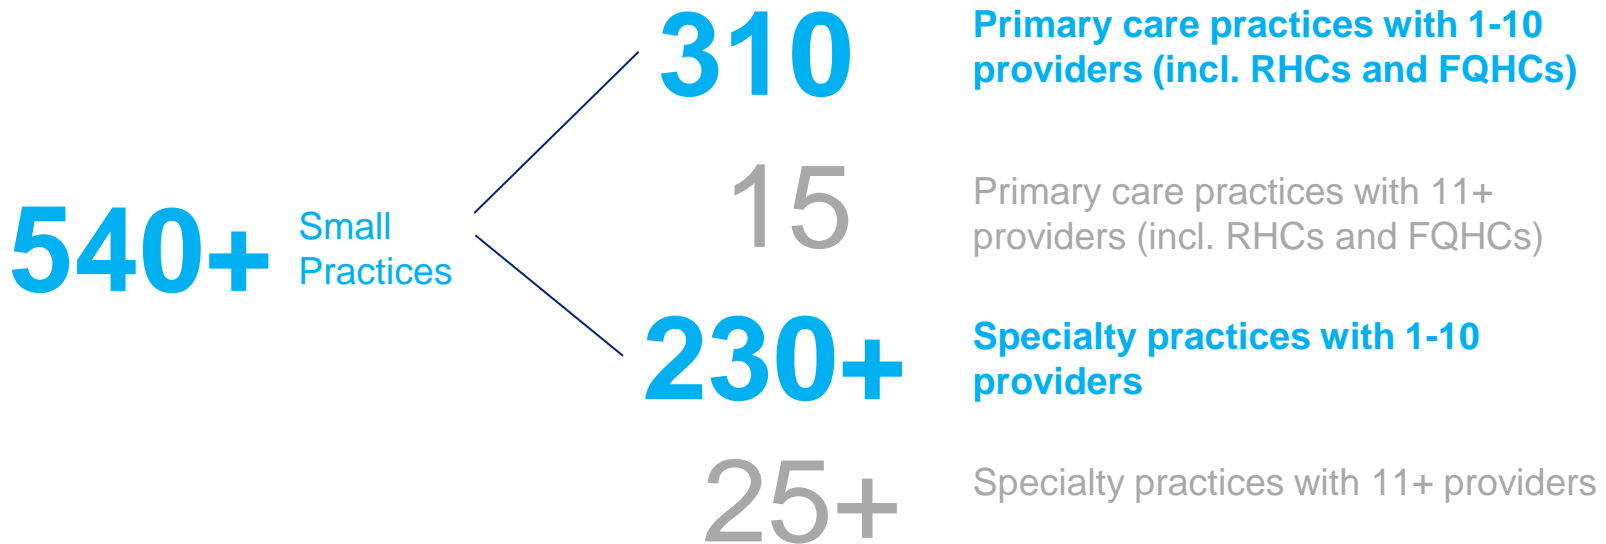 540+
Small
Practices
310
Primary care practices with 1-10
providers (incl. RHCs and FQHCs)
15
Primary care practices with 11+
providers (incl. RHCs and FQHCs)
230+
Specialty practices with 1-10
providers
25+
Specialty practices with 11+ providers